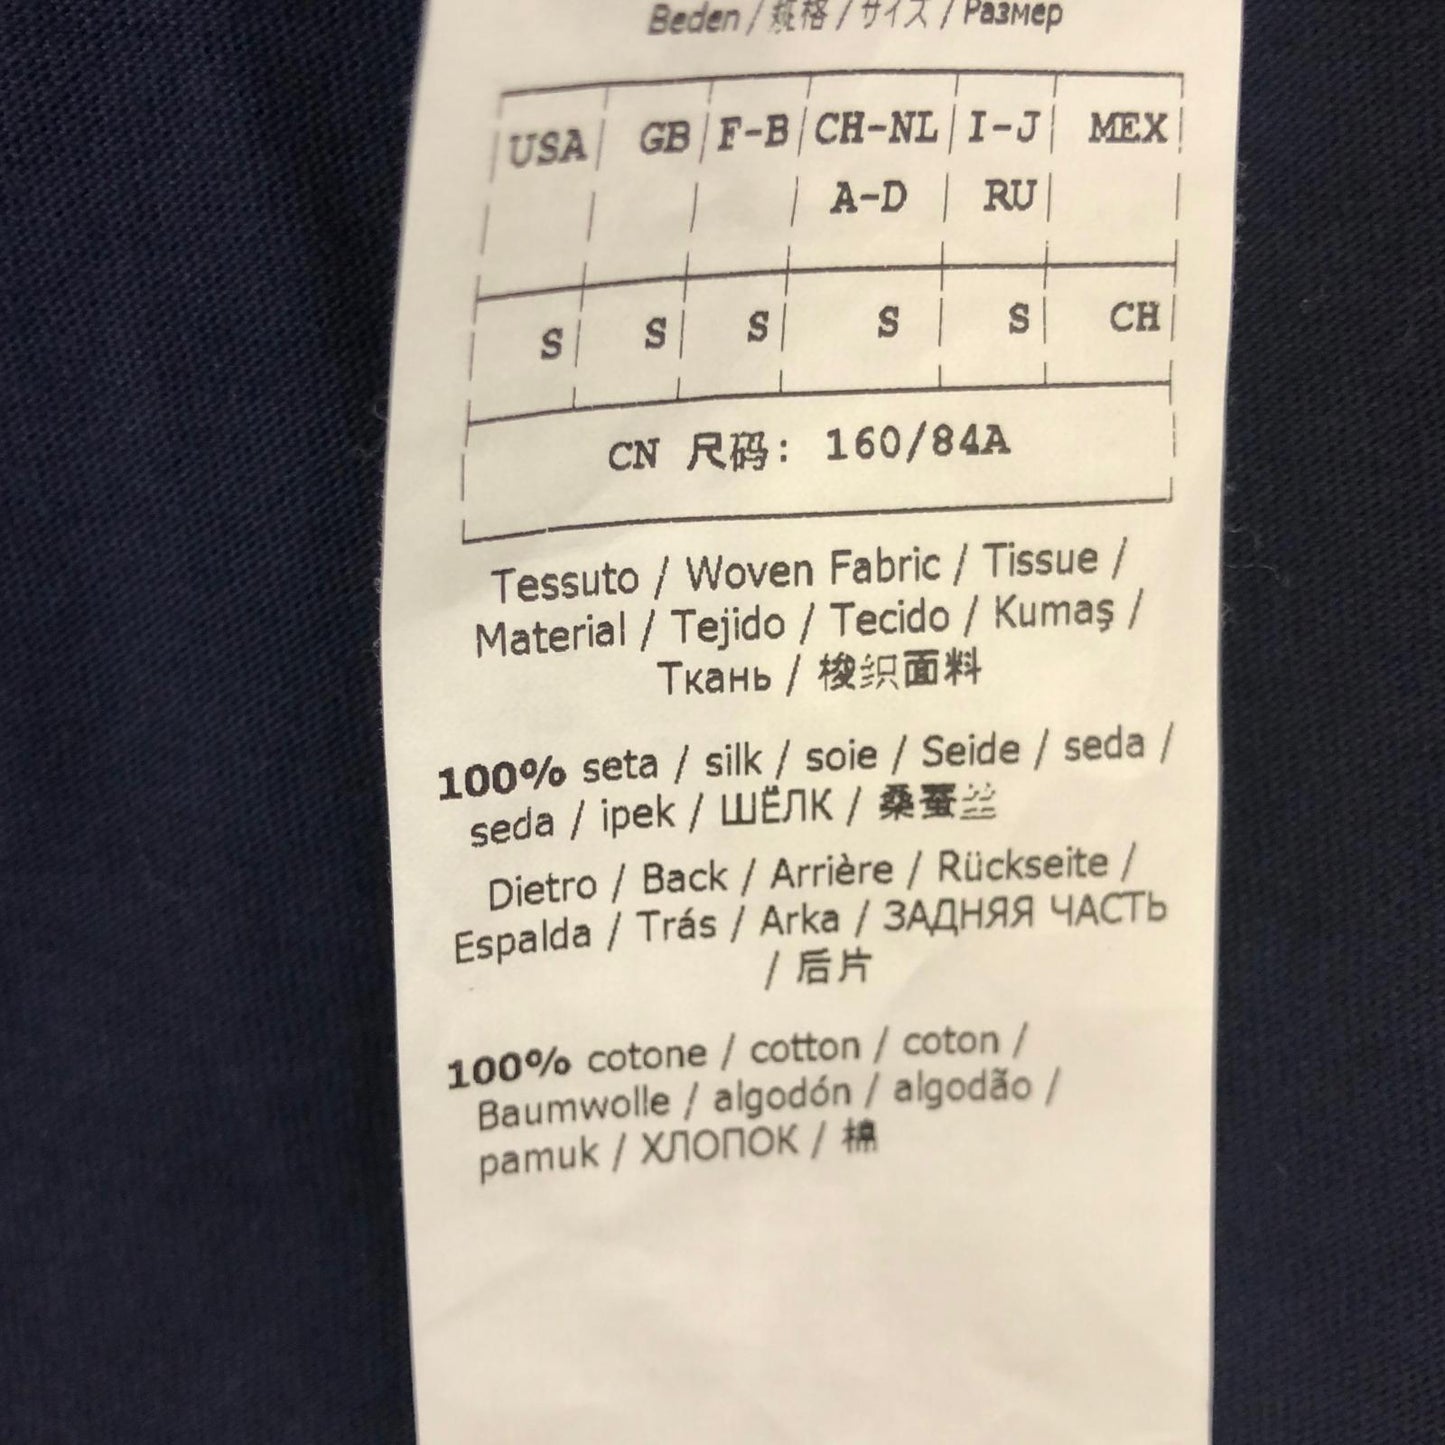 Beden / 规格 / サイズ / Размер
USA GB F-B CH-NL I-J MEX
A-D RU
S S S S S CH
CN 尺码: 160/84A
Tessuto / Woven Fabric / Tissue /
Material / Tejido / Tecido / Kumaş /
Ткань / 梭织面料
100% seta / silk / soie / Seide / seda /
seda / ipek / ШЁЛК / 桑蚕丝
Dietro / Back / Arrière / Rückseite /
Espalda / Trás / Arka / ЗАДНЯЯ ЧАСТЬ
/ 后片
100% cotone / cotton / coton /
Baumwolle / algodón / algodão /
pamuk / ХЛОПОК / 棉